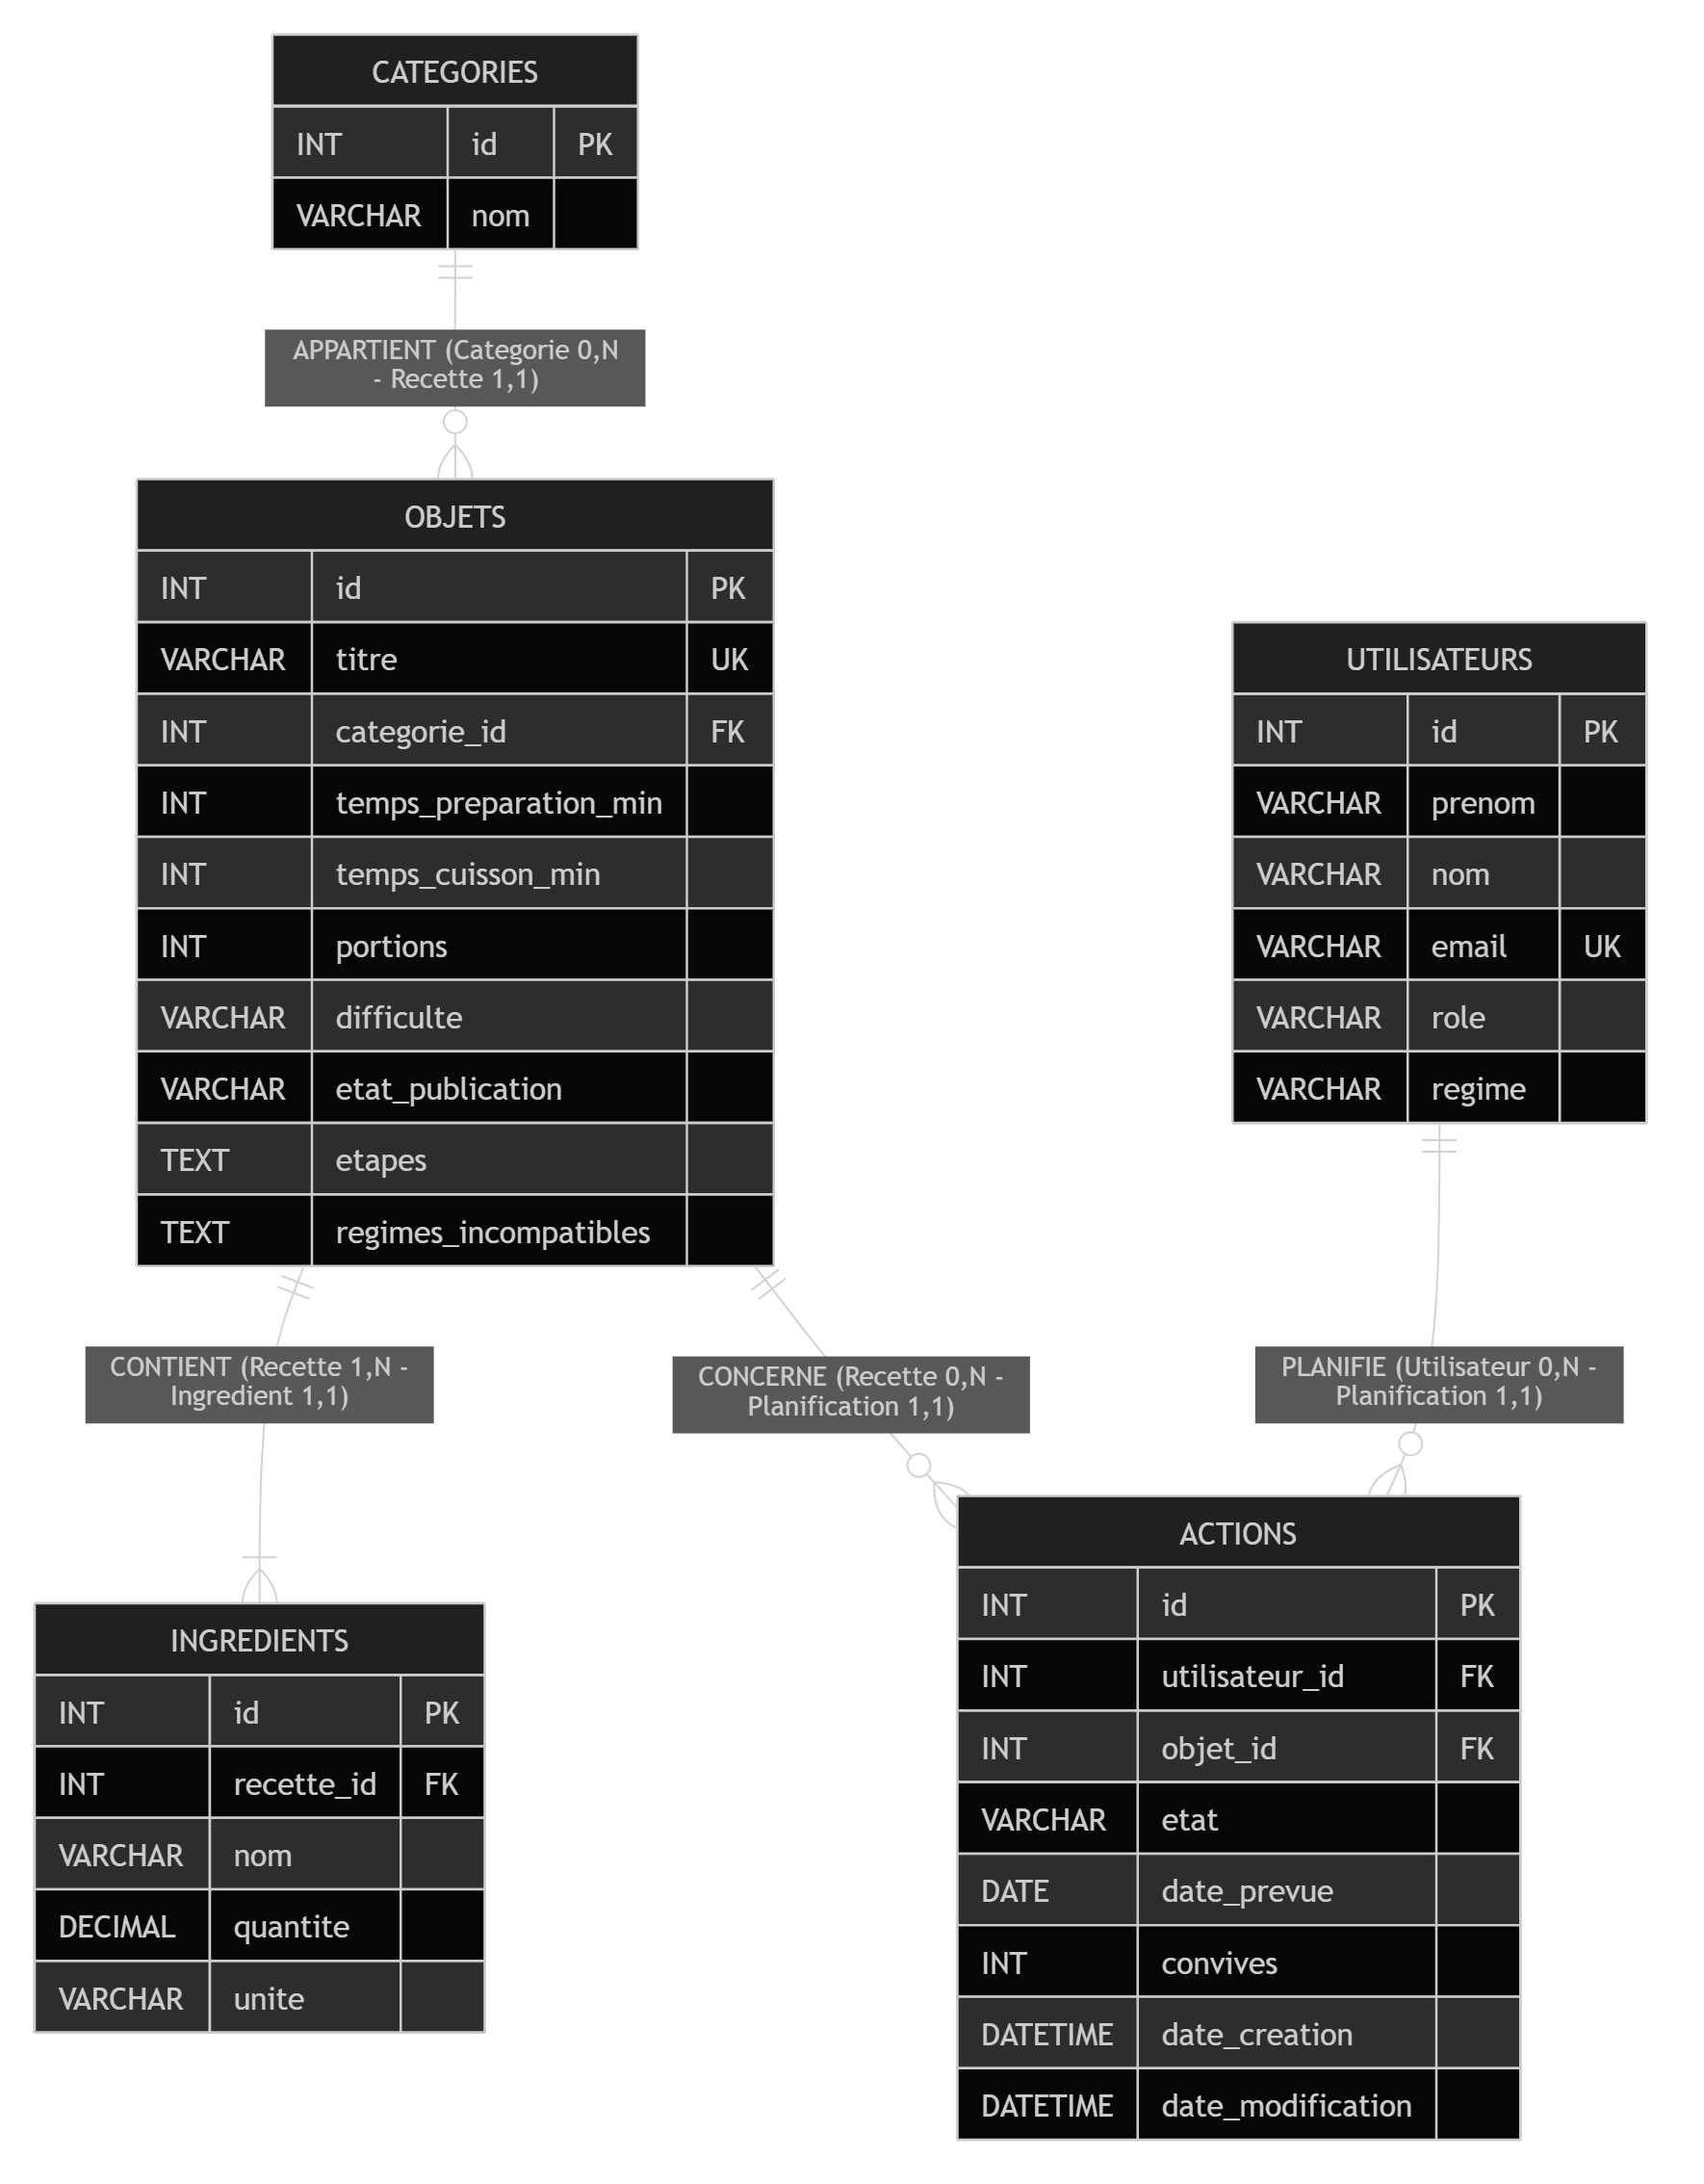 CATEGORIES
INT id PK
VARCHAR nom
APPARTIENT (Categorie 0,N
- Recette 1,1)
OBJETS
INT id PK
VARCHAR titre UK
INT categorie_id FK
INT temps_preparation_min
INT temps_cuisson_min
INT portions
VARCHAR difficulte
VARCHAR etat_publication
TEXT etapes
TEXT regimes_incompatibles
UTILISATEURS
INT id PK
VARCHAR prenom
VARCHAR nom
VARCHAR email UK
VARCHAR role
VARCHAR regime
CONTIENT (Recette 1,N -
Ingredient 1,1)
CONCERNE (Recette 0,N -
Planification 1,1)
PLANIFIE (Utilisateur 0,N -
Planification 1,1)
INGREDIENTS
INT id PK
INT recette_id FK
VARCHAR nom
DECIMAL quantite
VARCHAR unite
ACTIONS
INT id PK
INT utilisateur_id FK
INT objet_id FK
VARCHAR etat
DATE date_prevue
INT convives
DATETIME date_creation
DATETIME date_modification